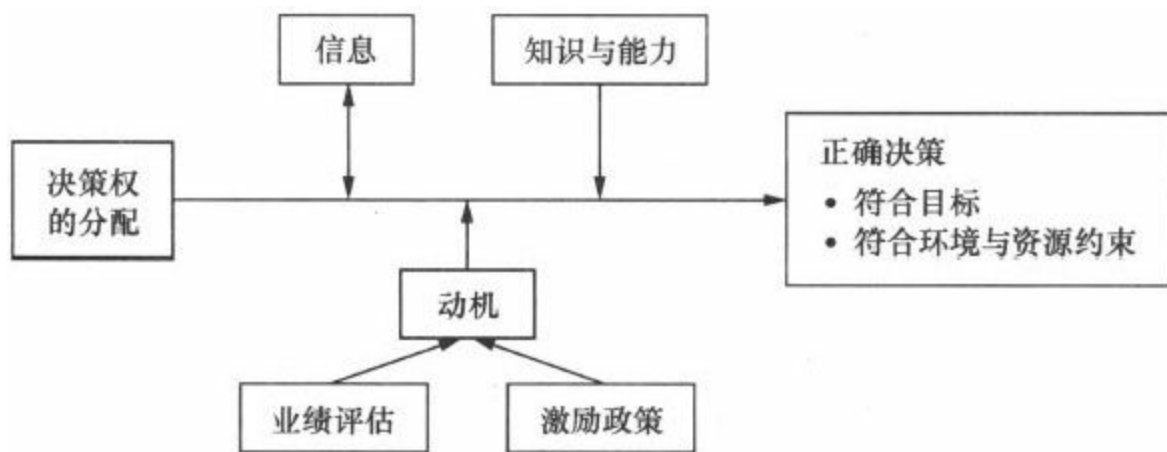 信息
知识与能力
决策权
的分配
正确决策
• 符合目标
• 符合环境与资源约束
动机
业绩评估
激励政策